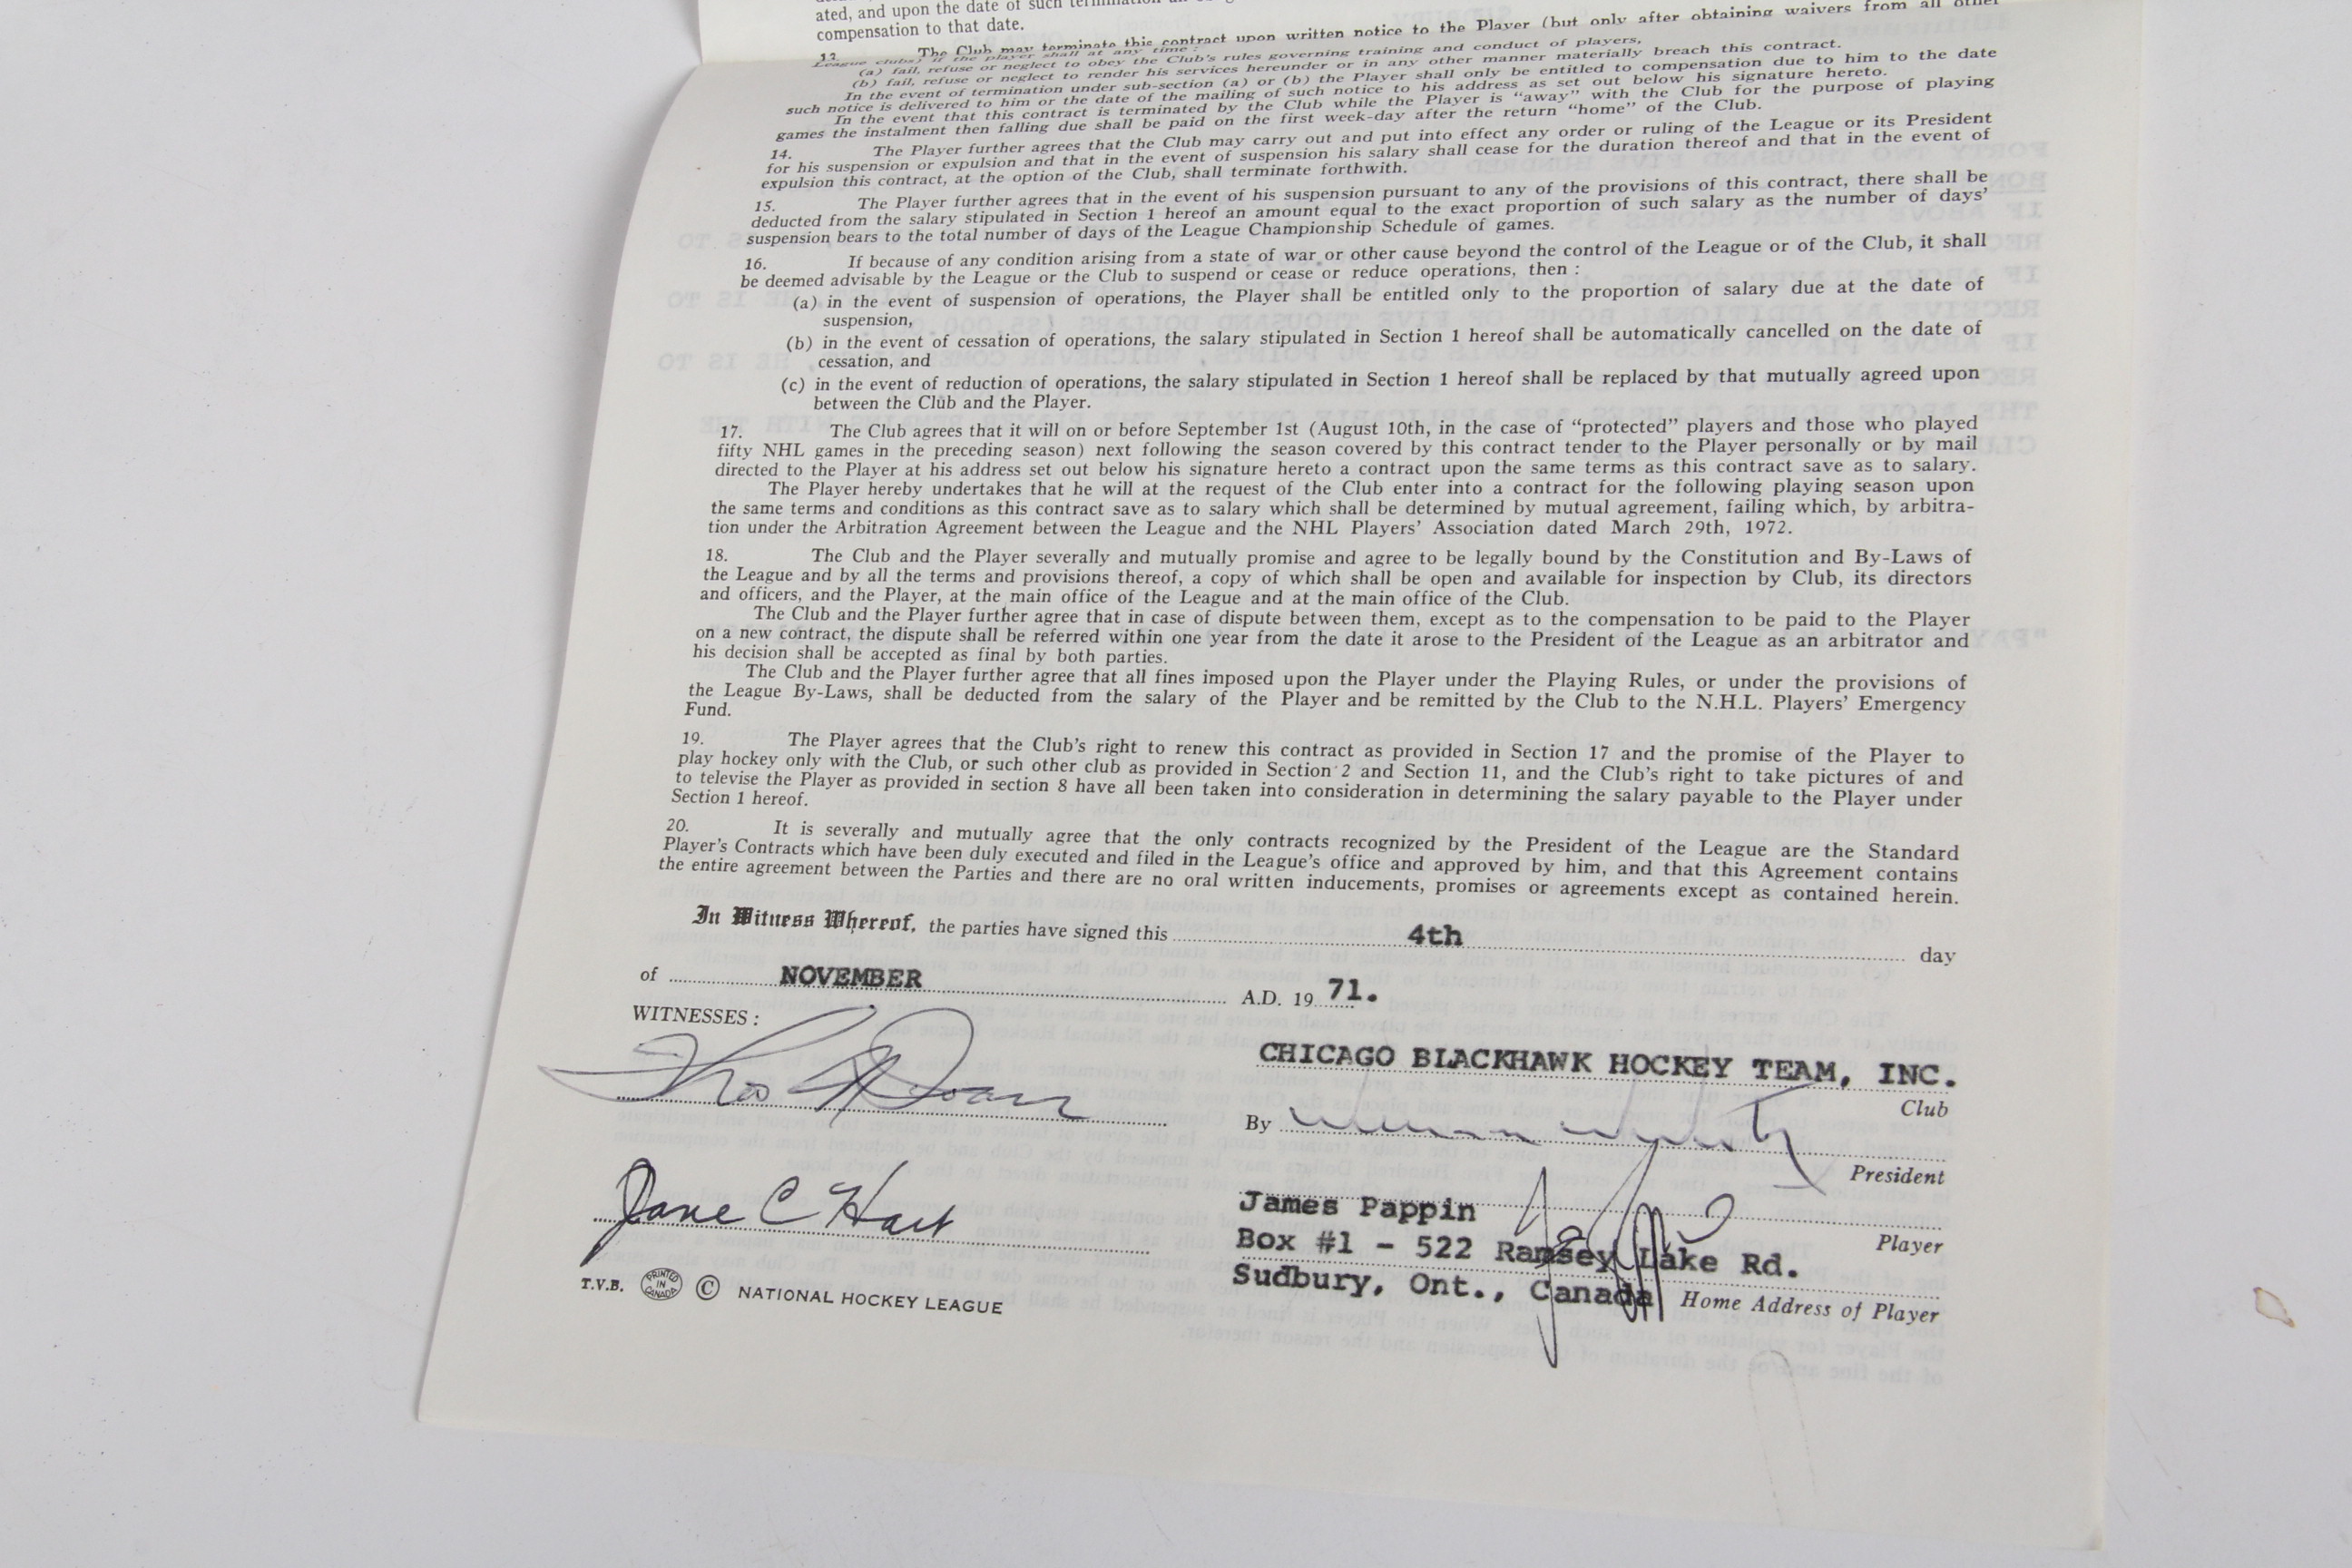 ated, and upon the date of such
compensation to that date.
13. The Club may terminate this contract upon written notice to the Player (but only after obtaining waivers from all other
League clubs) if the player shall at any time:
(a) fail, refuse or neglect to obey the Club's rules governing training and conduct of players,
(b) fail, refuse or neglect to render his services hereunder or in any other manner materially breach this contract.
In the event of termination under sub-section (a) or (b) the Player shall only be entitled to compensation due to him to the date
such notice is delivered to him or the date of the mailing of such notice to his address as set out below his signature hereto.
In the event that this contract is terminated by the Club while the Player is "away" with the Club for the purpose of playing
games the instalment then falling due shall be paid on the first week-day after the return "home" of the Club.
14. The Player further agrees that the Club may carry out and put into effect any order or ruling of the League or its President
for his suspension or expulsion and that in the event of suspension his salary shall cease for the duration thereof and that in the event of
expulsion this contract, at the option of the Club, shall terminate forthwith.
15. The Player further agrees that in the event of his suspension pursuant to any of the provisions of this contract, there shall be
deducted from the salary stipulated in Section 1 hereof an amount equal to the exact proportion of such salary as the number of days'
suspension bears to the total number of days of the League Championship Schedule of games.
16. If because of any condition arising from a state of war or other cause beyond the control of the League or of the Club, it shall
be deemed advisable by the League or the Club to suspend or cease or reduce operations, then :
(a) in the event of suspension of operations, the Player shall be entitled only to the proportion of salary due at the date of
suspension,
(b) in the event of cessation of operations, the salary stipulated in Section 1 hereof shall be automatically cancelled on the date of
cessation, and
(c) in the event of reduction of operations, the salary stipulated in Section 1 hereof shall be replaced by that mutually agreed upon
between the Club and the Player.
17. The Club agrees that it will on or before September 1st (August 10th, in the case of "protected" players and those who played
fifty NHL games in the preceding season) next following the season covered by this contract tender to the Player personally or by mail
directed to the Player at his address set out below his signature hereto a contract upon the same terms as this contract save as to salary.
The Player hereby undertakes that he will at the request of the Club enter into a contract for the following playing season upon
the same terms and conditions as this contract save as to salary which shall be determined by mutual agreement, failing which, by arbitra-
tion under the Arbitration Agreement between the League and the NHL Players' Association dated March 29th, 1972.
18. The Club and the Player severally and mutually promise and agree to be legally bound by the Constitution and By-Laws of
the League and by all the terms and provisions thereof, a copy of which shall be open and available for inspection by Club, its directors
and officers, and the Player, at the main office of the League and at the main office of the Club.
The Club and the Player further agree that in case of dispute between them, except as to the compensation to be paid to the Player
on a new contract, the dispute shall be referred within one year from the date it arose to the President of the League as an arbitrator and
his decision shall be accepted as final by both parties.
The Club and the Player further agree that all fines imposed upon the Player under the Playing Rules, or under the provisions of
the League By-Laws, shall be deducted from the salary of the Player and be remitted by the Club to the N.H.L. Players' Emergency
Fund.
19. The Player agrees that the Club's right to renew this contract as provided in Section 17 and the promise of the Player to
play hockey only with the Club, or such other club as provided in Section 2 and Section 11, and the Club's right to take pictures of and
to televise the Player as provided in section 8 have all been taken into consideration in determining the salary payable to the Player under
Section 1 hereof.
20. It is severally and mutually agree that the only contracts recognized by the President of the League are the Standard
Player's Contracts which have been duly executed and filed in the League's office and approved by him, and that this Agreement contains
the entire agreement between the Parties and there are no oral written inducements, promises or agreements except as contained herein.
In Witness Whereof, the parties have signed this 4th day
of NOVEMBER A.D. 19 71.
WITNESSES :
CHICAGO BLACKHAWK HOCKEY TEAM, INC.
Club
By
President
Jane C Hart
James Pappin
Player
Box #1 - 522 Ramsey Lake Rd.
Sudbury, Ont., Canada
Home Address of Player
T.V.B. PRINTED IN CANADA © NATIONAL HOCKEY LEAGUE